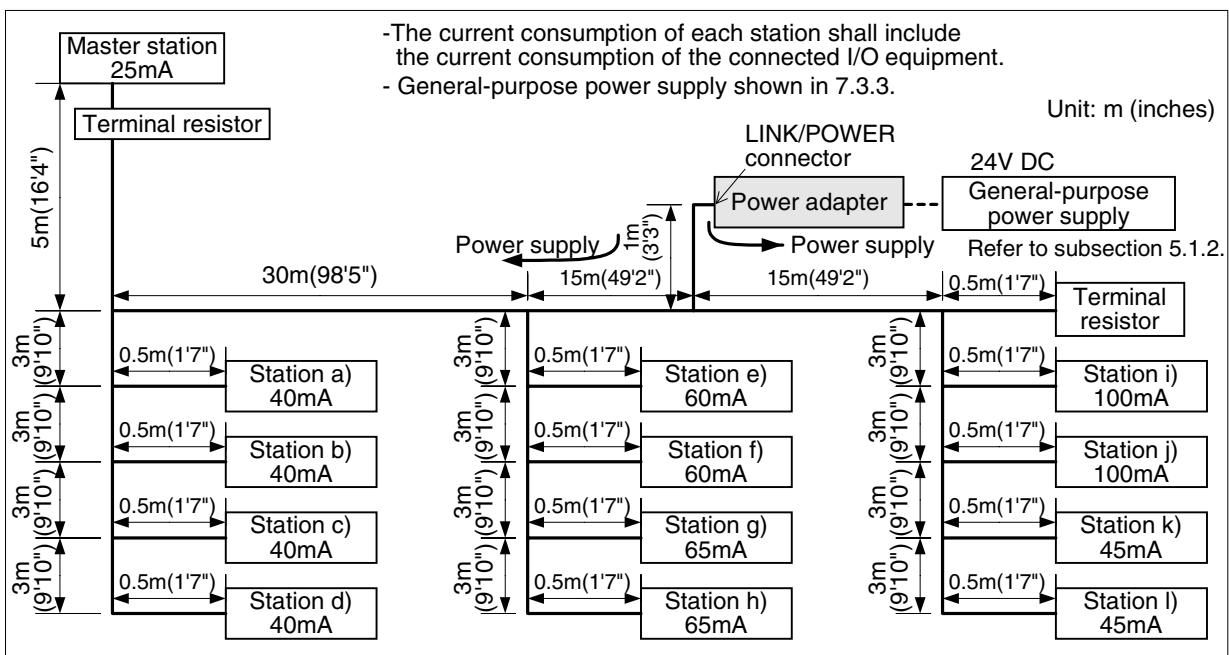 -The current consumption of each station shall include
the current consumption of the connected I/O equipment.
- General-purpose power supply shown in 7.3.3.
Unit: m (inches)
Master station
25mA
Terminal resistor
5m(16'4")
LINK/POWER
connector
24V DC
Power adapter
General-purpose
power supply
Refer to subsection 5.1.2.
1m
(3'3")
Power supply
Power supply
30m(98'5")
15m(49'2")
15m(49'2")
0.5m(1'7")
Terminal
resistor
3m
(9'10")
0.5m(1'7")
Station a)
40mA
3m
(9'10")
0.5m(1'7")
Station e)
60mA
3m
(9'10")
0.5m(1'7")
Station i)
100mA
3m
(9'10")
0.5m(1'7")
Station b)
40mA
3m
(9'10")
0.5m(1'7")
Station f)
60mA
3m
(9'10")
0.5m(1'7")
Station j)
100mA
3m
(9'10")
0.5m(1'7")
Station c)
40mA
3m
(9'10")
0.5m(1'7")
Station g)
65mA
3m
(9'10")
0.5m(1'7")
Station k)
45mA
3m
(9'10")
0.5m(1'7")
Station d)
40mA
3m
(9'10")
0.5m(1'7")
Station h)
65mA
3m
(9'10")
0.5m(1'7")
Station l)
45mA